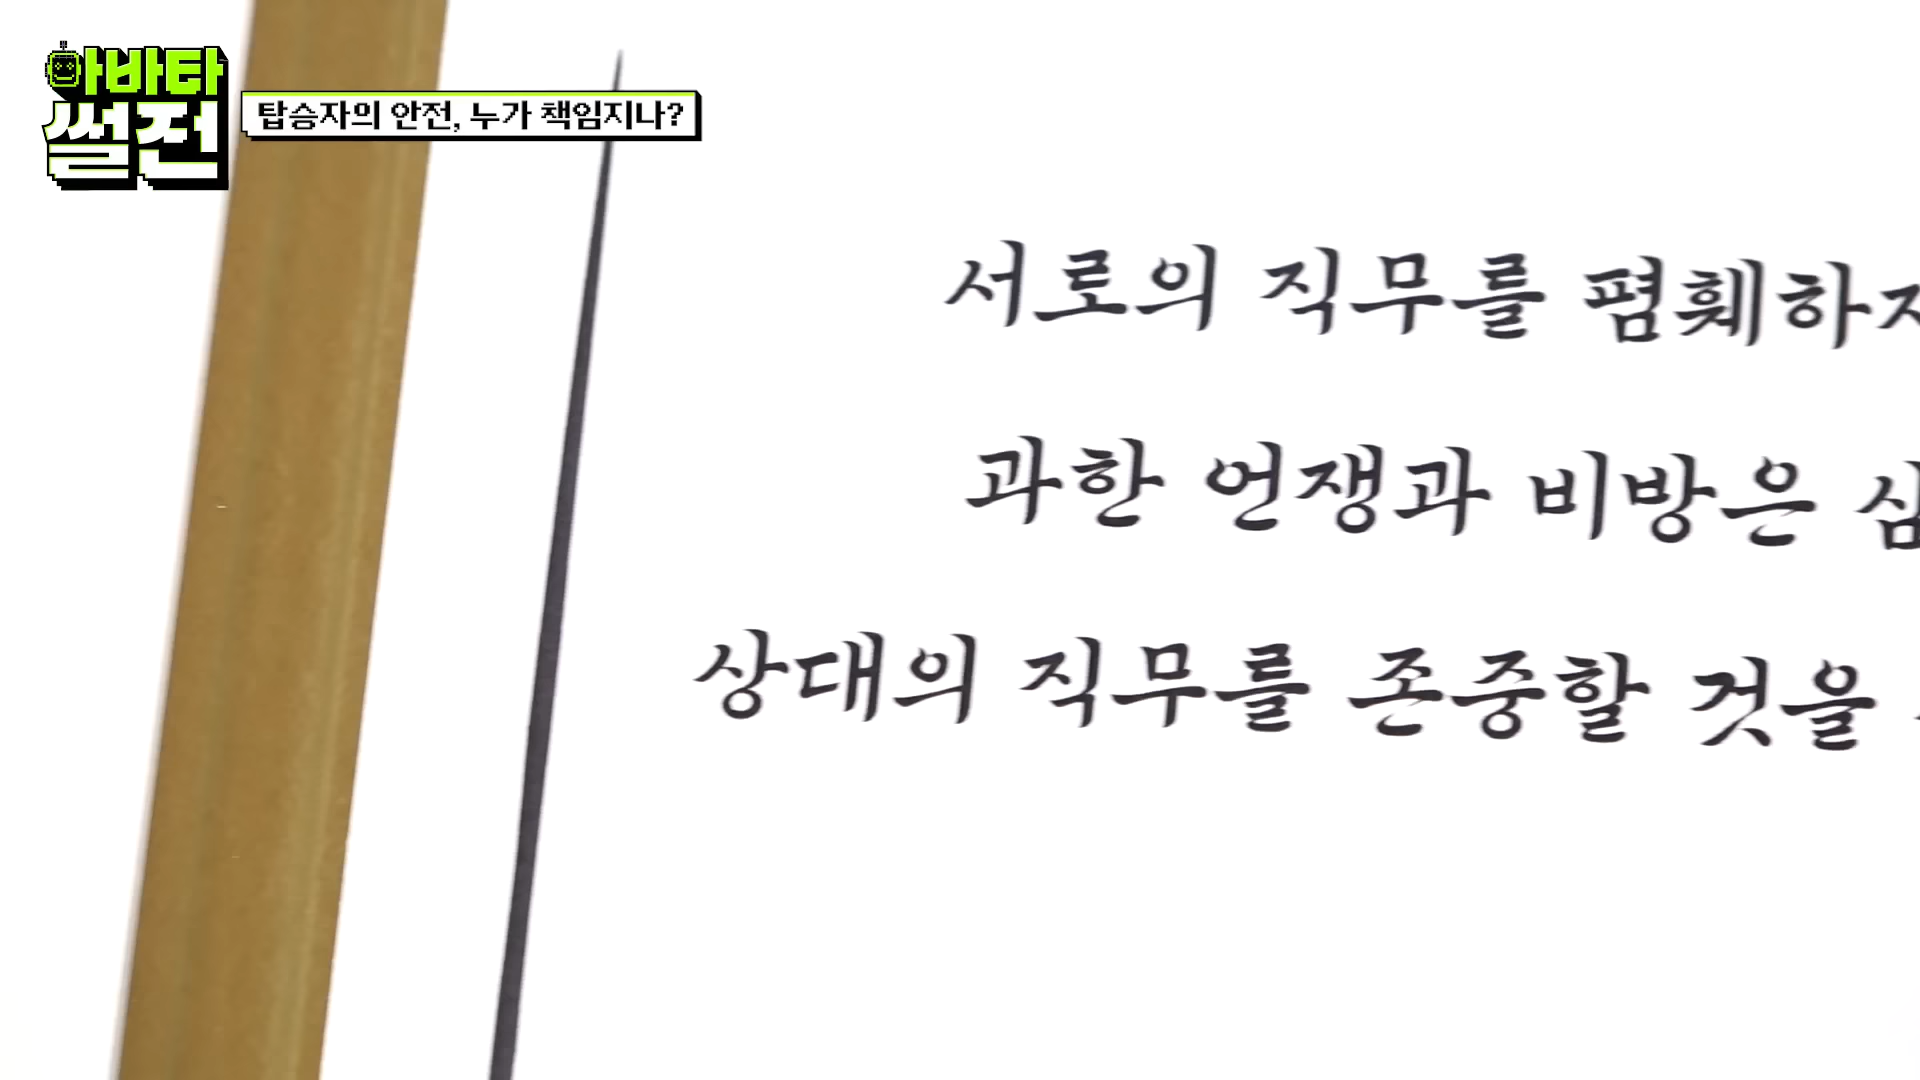 아바타
썰전
탑승자의 안전, 누가 책임지나?
서로의 직무를 폄훼하지
과한 언쟁과 비방은 삼
상대의 직무를 존중할 것을